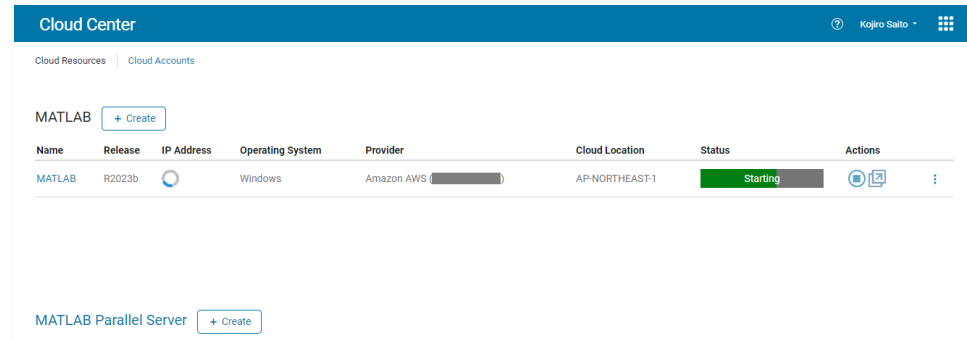 Cloud Center
Kojiro Saito
Cloud Resources Cloud Accounts
MATLAB + Create
Name Release IP Address Operating System Provider Cloud Location Status Actions
MATLAB R2023b Windows Amazon AWS ( ) AP-NORTHEAST-1 Starting
MATLAB Parallel Server + Create